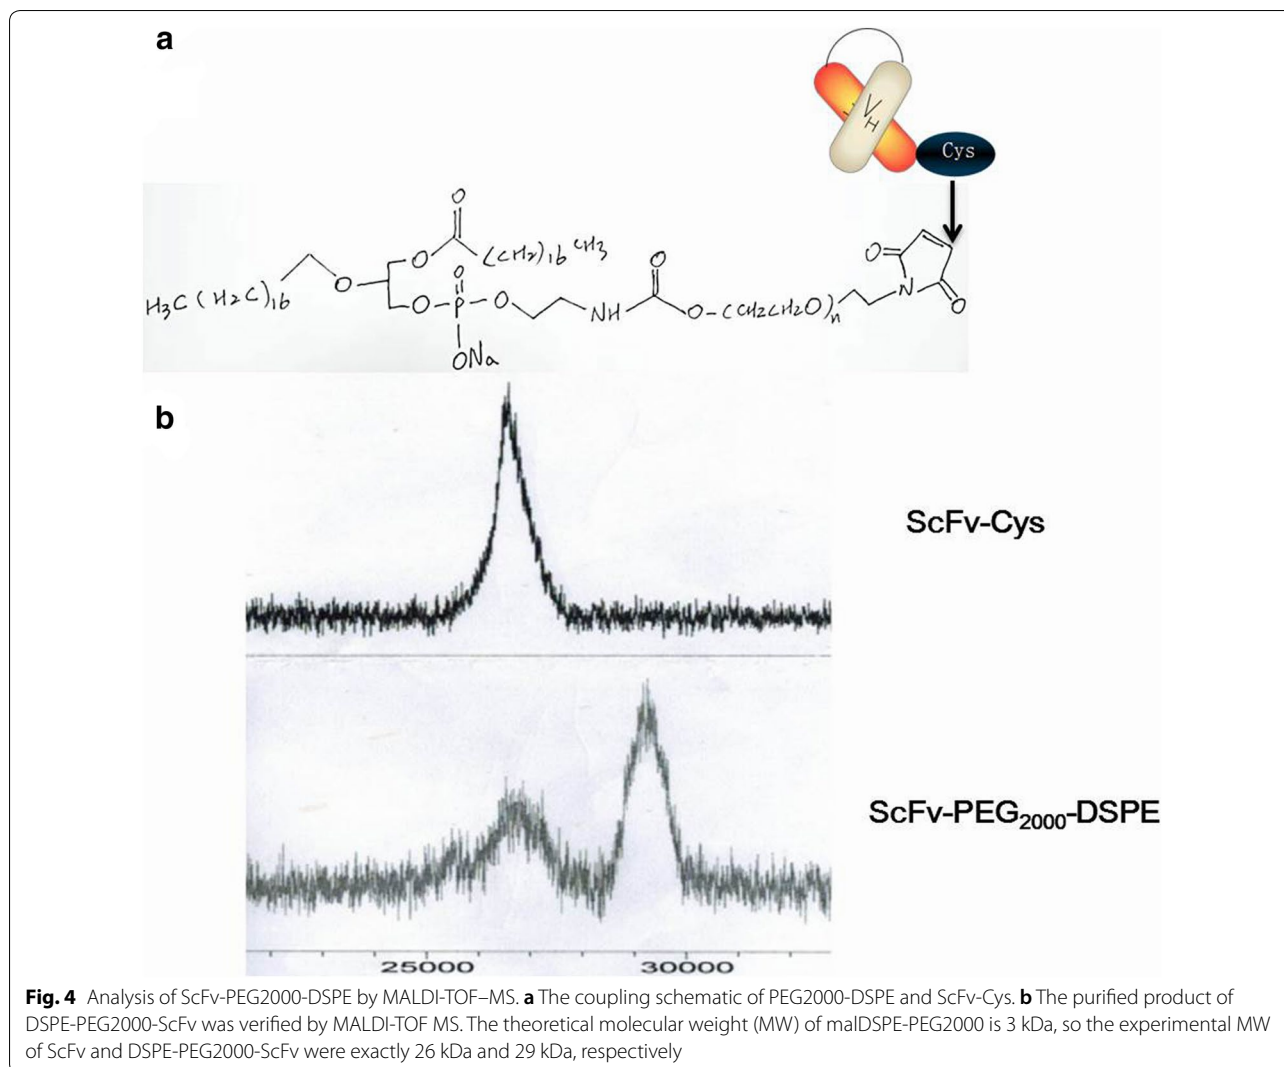 a
V
H
Cys
O
O
(CH2)16 CH3
O
O
O
O
O
N
H3C(H2C)16
O-P-O
NH
O-(CH2CH2O)n
O
ONa
b
ScFv-Cys
ScFv-PEG2000-DSPE
25000 30000
Fig. 4 Analysis of ScFv-PEG2000-DSPE by MALDI-TOF–MS. a The coupling schematic of PEG2000-DSPE and ScFv-Cys. b The purified product of
DSPE-PEG2000-ScFv was verified by MALDI-TOF MS. The theoretical molecular weight (MW) of malDSPE-PEG2000 is 3 kDa, so the experimental MW
of ScFv and DSPE-PEG2000-ScFv were exactly 26 kDa and 29 kDa, respectively